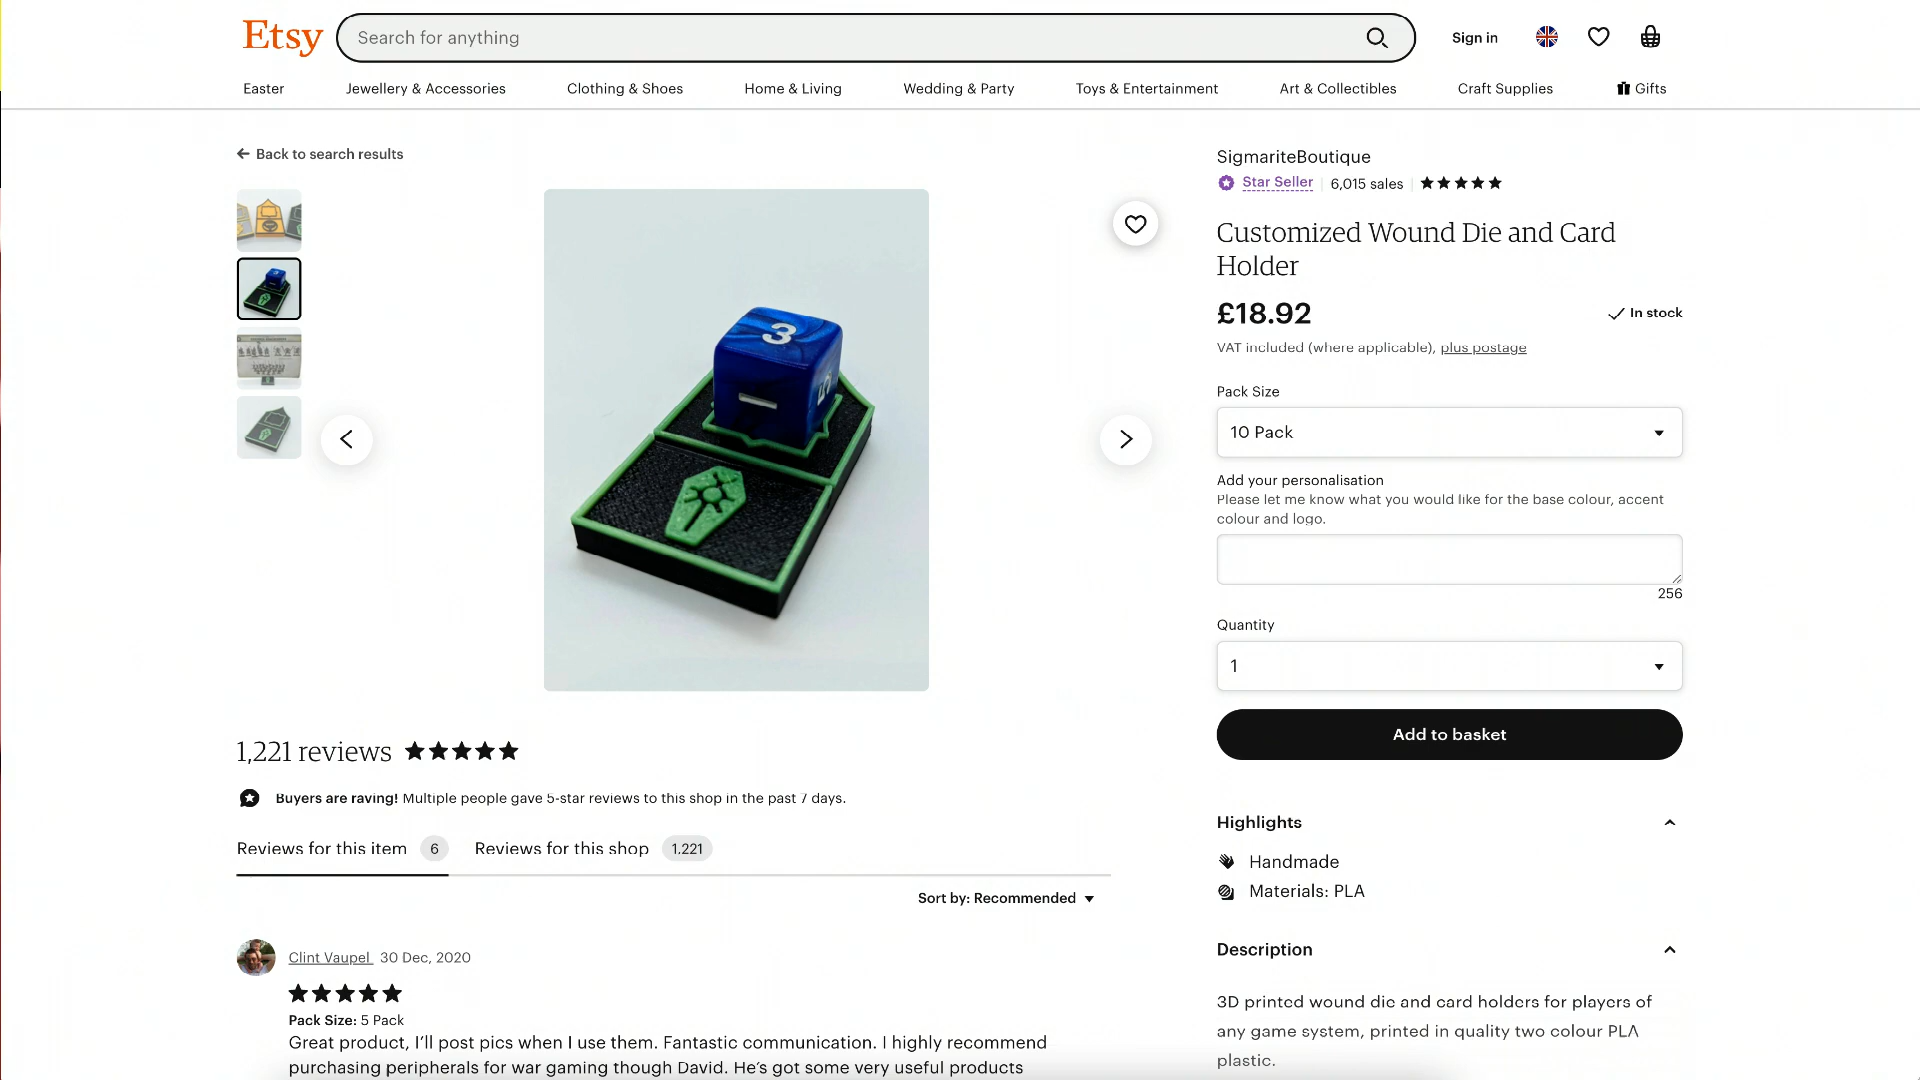 Etsy
Search for anything
Sign in
Easter
Jewellery & Accessories
Clothing & Shoes
Home & Living
Wedding & Party
Toys & Entertainment
Art & Collectibles
Craft Supplies
Gifts
Back to search results
3
SigmariteBoutique
Star Seller
6,015 sales
Customized Wound Die and Card
Holder
£18.92
In stock
VAT included (where applicable), plus postage
Pack Size
10 Pack
Add your personalisation
Please let me know what you would like for the base colour, accent
colour and logo.
256
Quantity
1
Add to basket
1,221 reviews
Buyers are raving! Multiple people gave 5-star reviews to this shop in the past 7 days.
Reviews for this item 6
Reviews for this shop 1,221
Sort by: Recommended
Clint Vaupel 30 Dec, 2020
Pack Size: 5 Pack
Great product, I'll post pics when I use them. Fantastic communication. I highly recommend
purchasing peripherals for war gaming though David. He's got some very useful products
Highlights
Handmade
Materials: PLA
Description
3D printed wound die and card holders for players of
any game system, printed in quality two colour PLA
plastic.